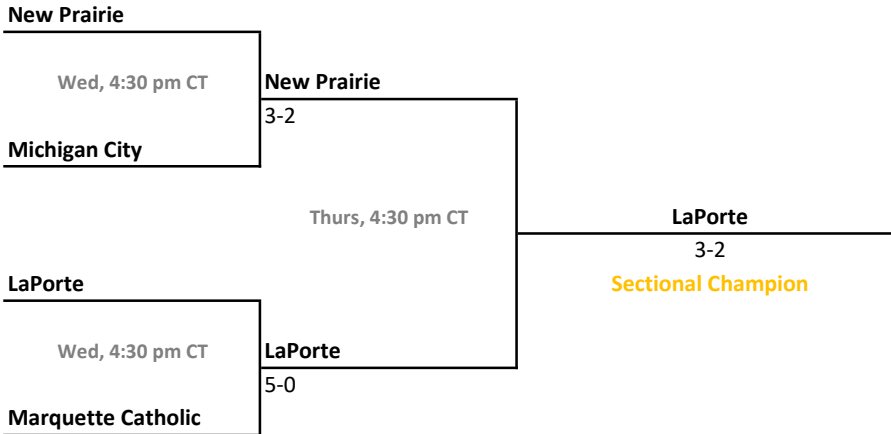 New Prairie
Wed, 4:30 pm CT
New Prairie
3-2
Michigan City
Thurs, 4:30 pm CT
LaPorte
3-2
Sectional Champion
LaPorte
Wed, 4:30 pm CT
LaPorte
5-0
Marquette Catholic